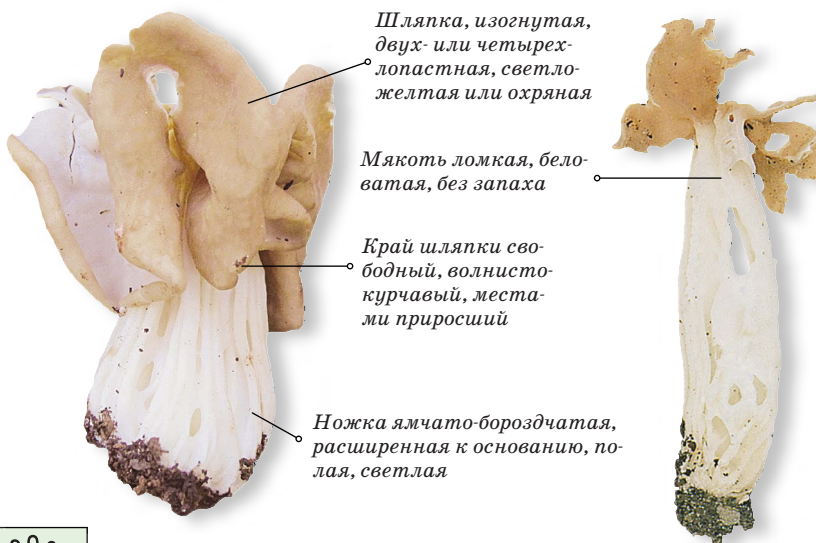 Шляпка, изогнутая,
двух- или четырех-
лопастная, светло-
желтая или охряная
Мякоть ломкая, бело-
ватая, без запаха
Край шляпки сво-
бодный, волнисто-
курчавый, места-
ми приросший
Ножка ямчато-бороздчатая,
расширенная к основанию, по-
лая, светлая